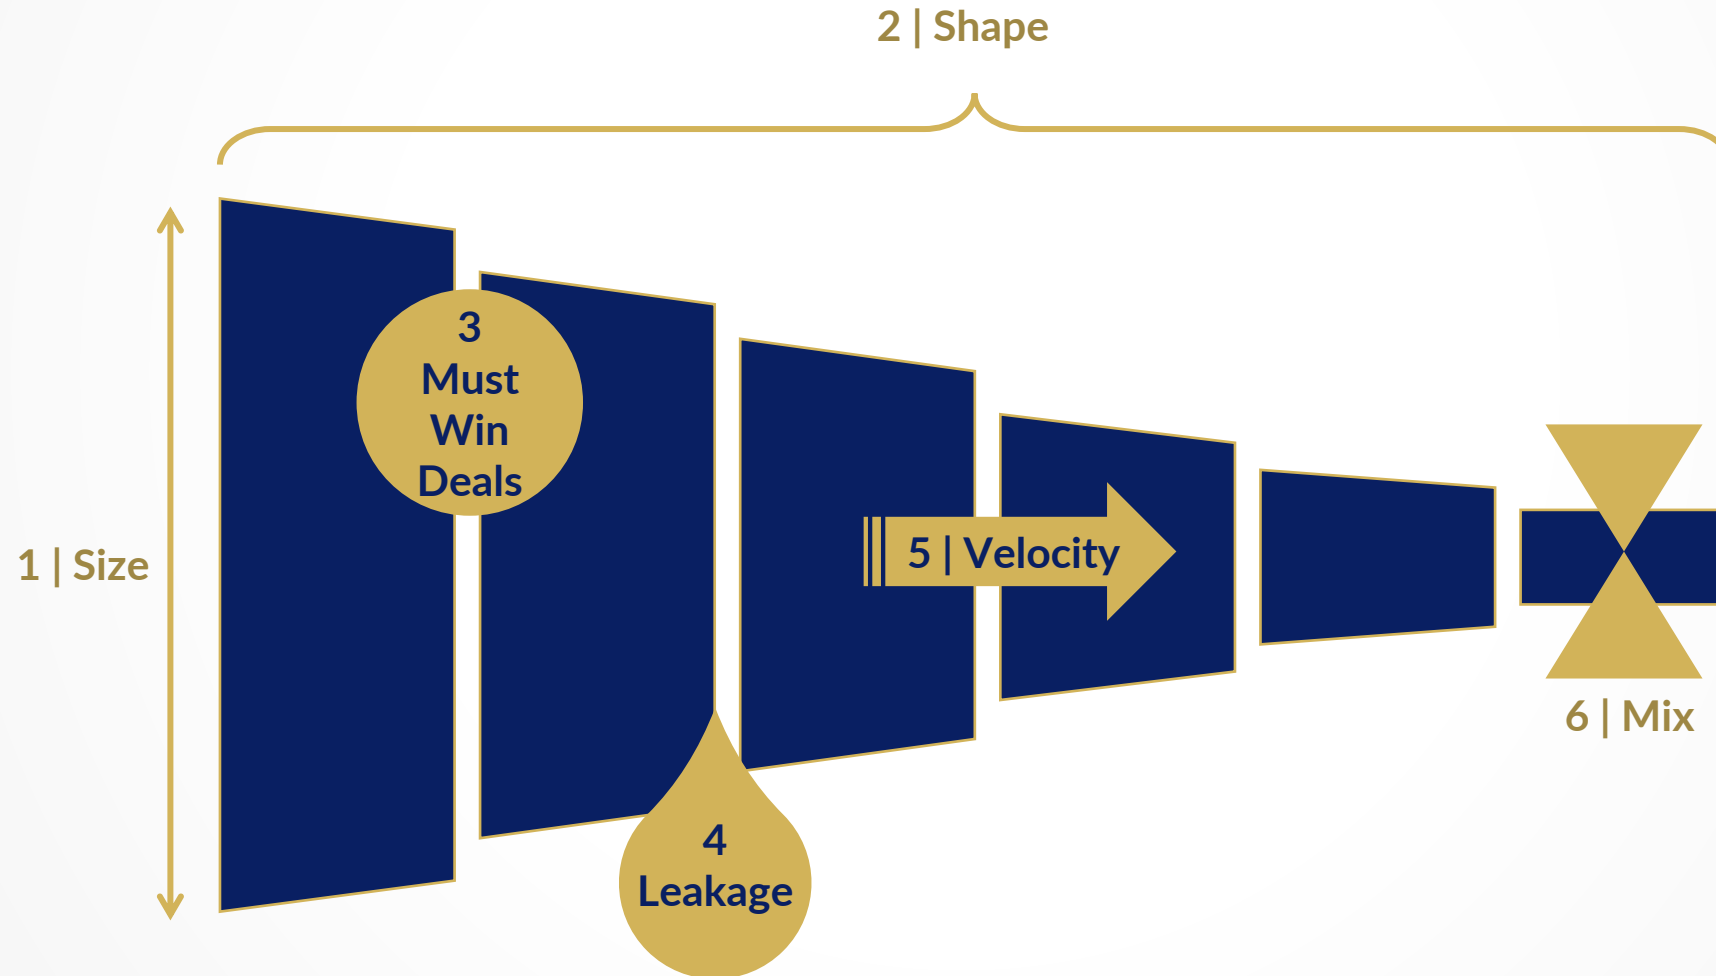 2 | Shape
1 | Size
3
Must
Win
Deals
4
Leakage
5 | Velocity
6 | Mix